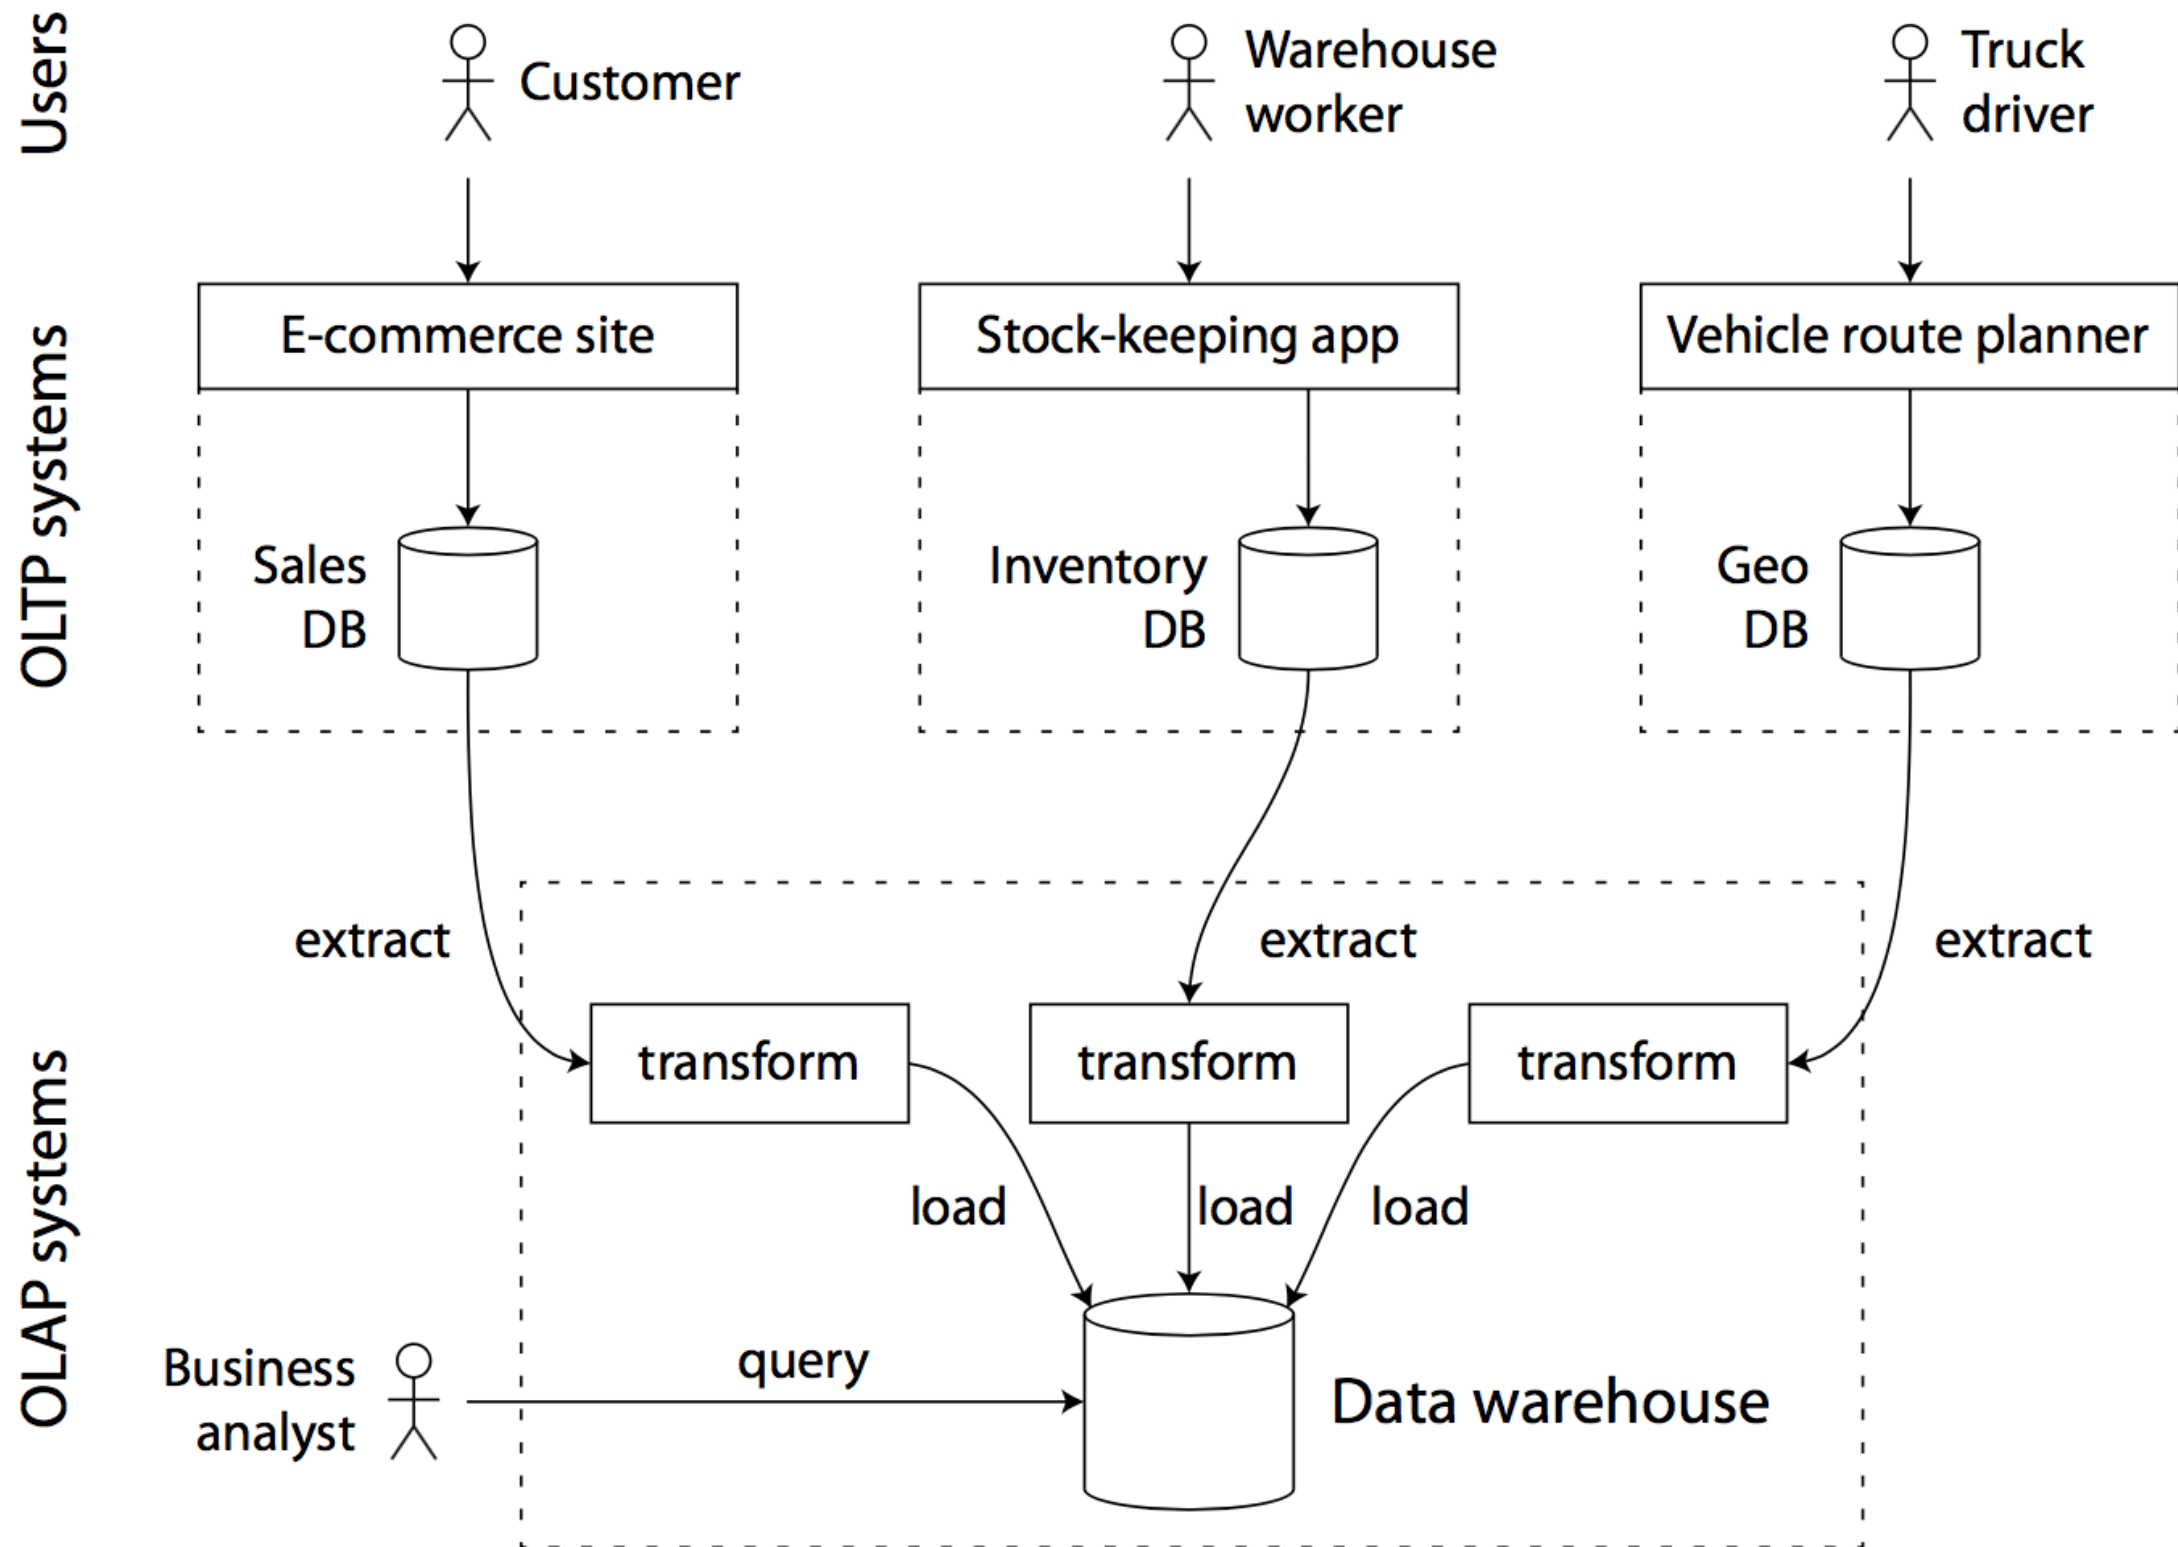 Users
Customer
Warehouse
worker
Truck
driver
OLTP systems
E-commerce site
Stock-keeping app
Vehicle route planner
Sales
DB
Inventory
DB
Geo
DB
OLAP systems
extract
extract
extract
transform
transform
transform
load
load
load
Business
analyst
query
Data warehouse